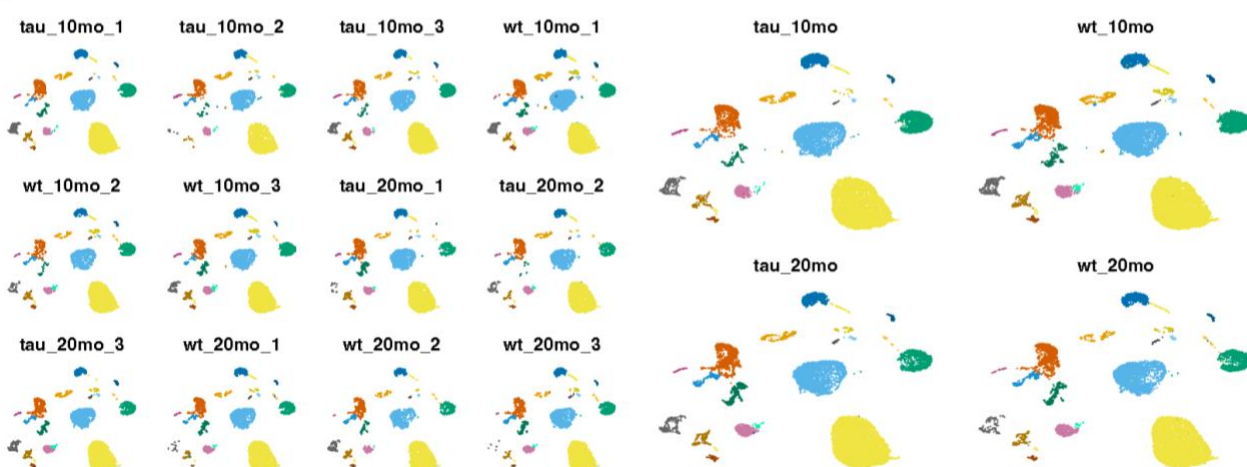 tau_10mo_1 tau_10mo_2 tau_10mo_3 wt_10mo_1
wt_10mo_2 wt_10mo_3 tau_20mo_1 tau_20mo_2
tau_20mo_3 wt_20mo_1 wt_20mo_2 wt_20mo_3
tau_10mo wt_10mo
tau_20mo wt_20mo